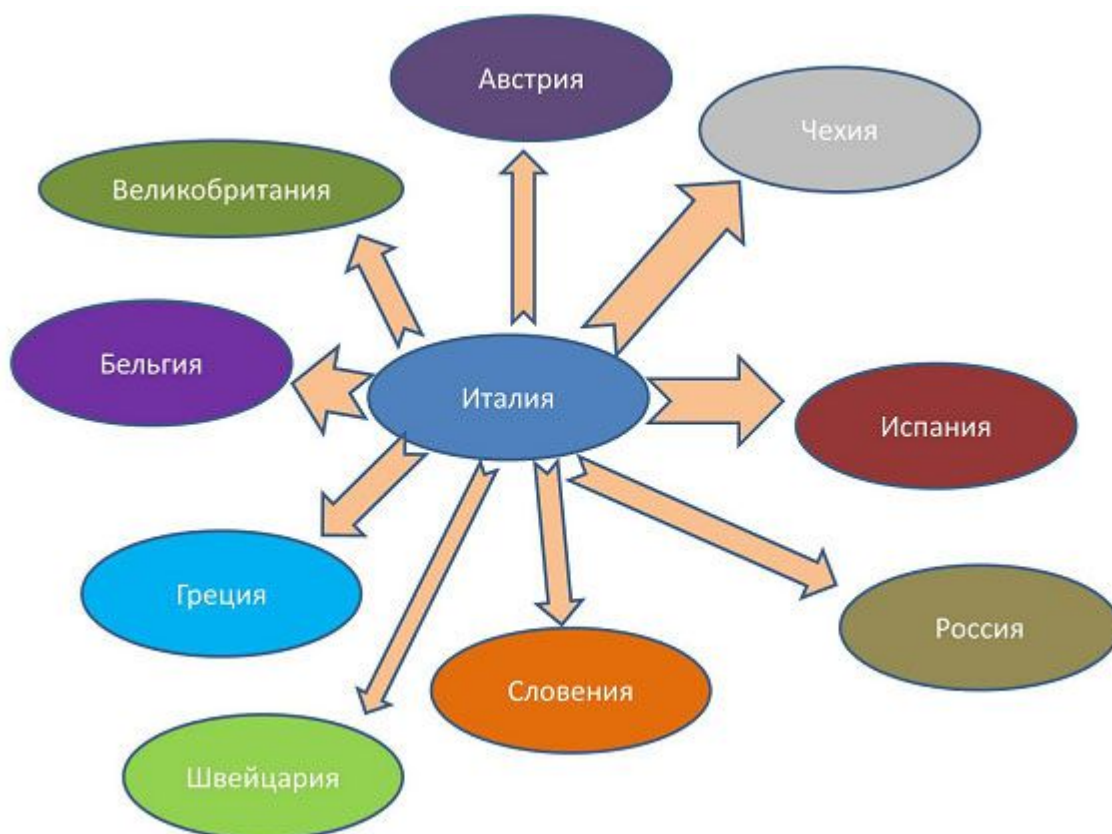 Австрия
Чехия
Великобритания
Бельгия
Италия
Испания
Греция
Россия
Словения
Швейцария